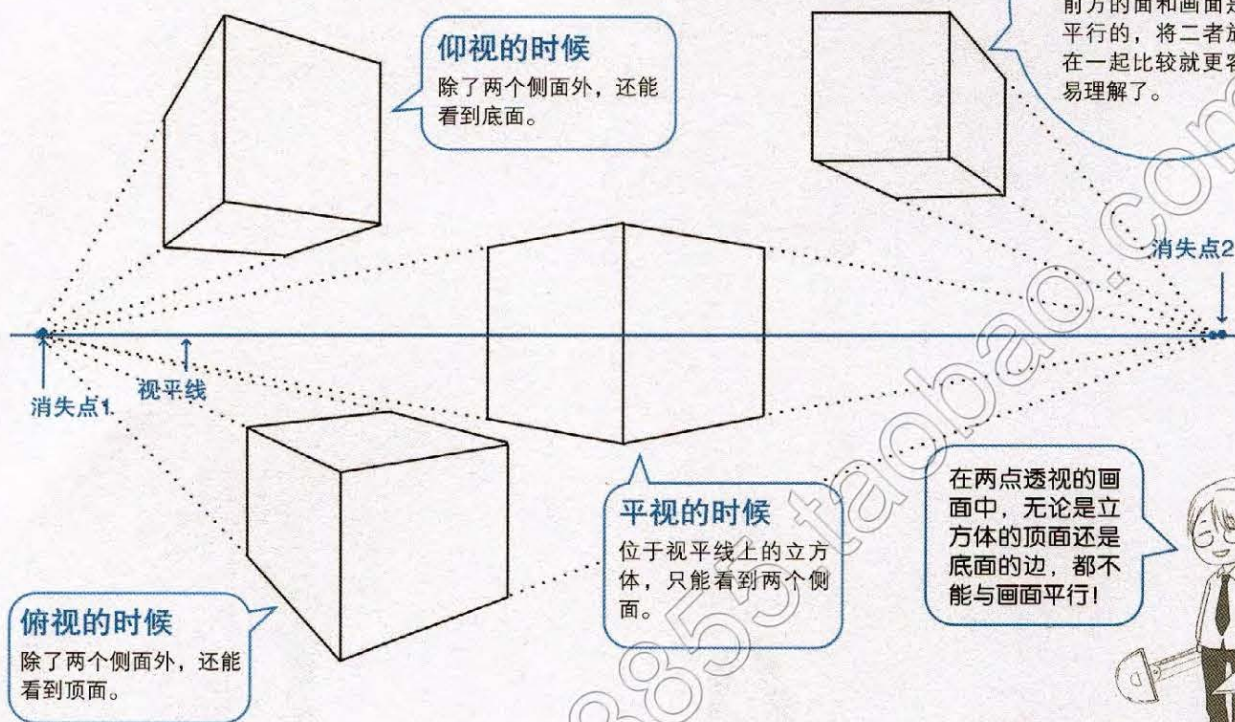 仰视的时候
除了两个侧面外，还能
看到底面。
前方的面和画面是
平行的，将二者放
在一起比较就更容
易理解了。
消失点2
消失点1
视平线
平视的时候
位于视平线上的立方
体，只能看到两个侧
面。
在两点透视的画
面中，无论是立
方体的顶面还是
底面的边，都不
能与画面平行！
俯视的时候
除了两个侧面外，还能
看到顶面。
3855.taobao.com